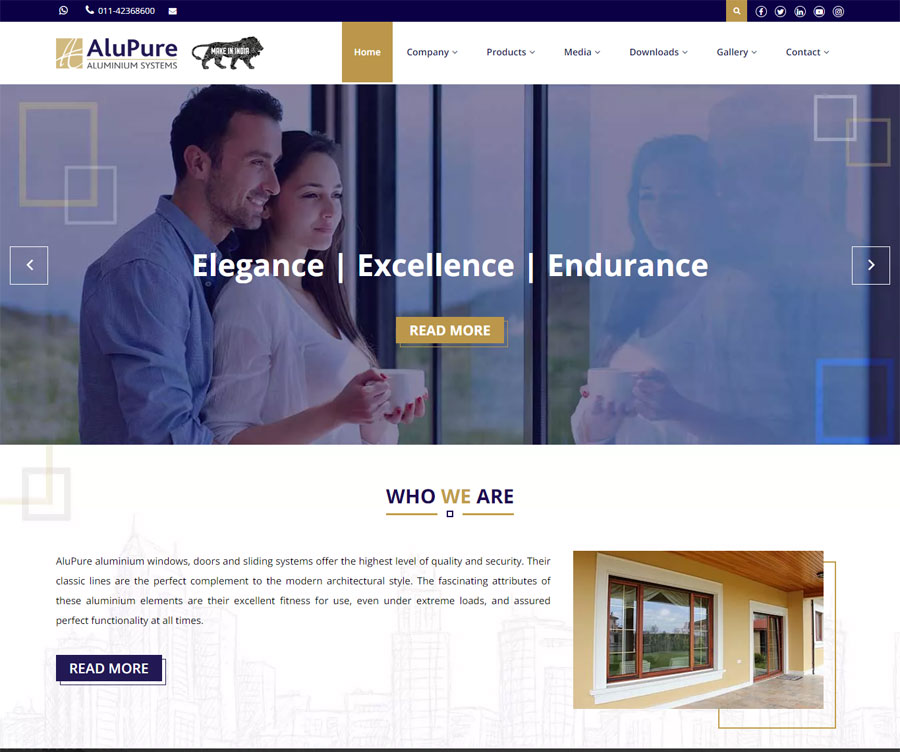 011-42368600
AluPure
ALUMINIUM SYSTEMS
MAKE IN INDIA
Home
Company
Products
Media
Downloads
Gallery
Contact
Elegance | Excellence | Endurance
READ MORE
WHO WE ARE
AluPure aluminium windows, doors and sliding systems offer the highest level of quality and security. Their
classic lines are the perfect complement to the modern architectural style. The fascinating attributes of
these aluminium elements are their excellent fitness for use, even under extreme loads, and assured
perfect functionality at all times.
READ MORE